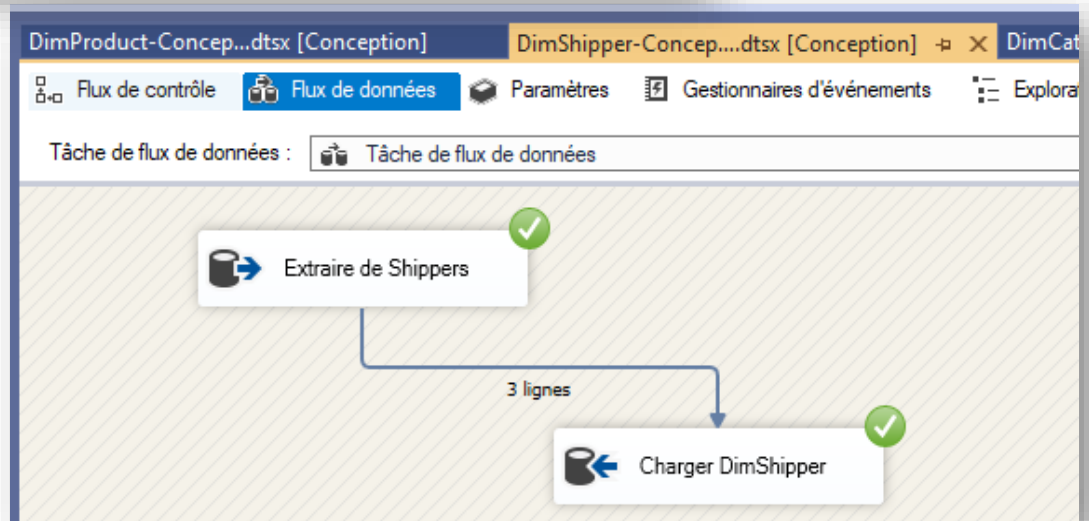 DimProduct-Concep...dtsx [Conception] DimShipper-Concep....dtsx [Conception] DimCat
Flux de contrôle Flux de données Paramètres Gestionnaires d'événements Explorat
Tâche de flux de données : Tâche de flux de données
Extraire de Shippers
3 lignes
Charger DimShipper